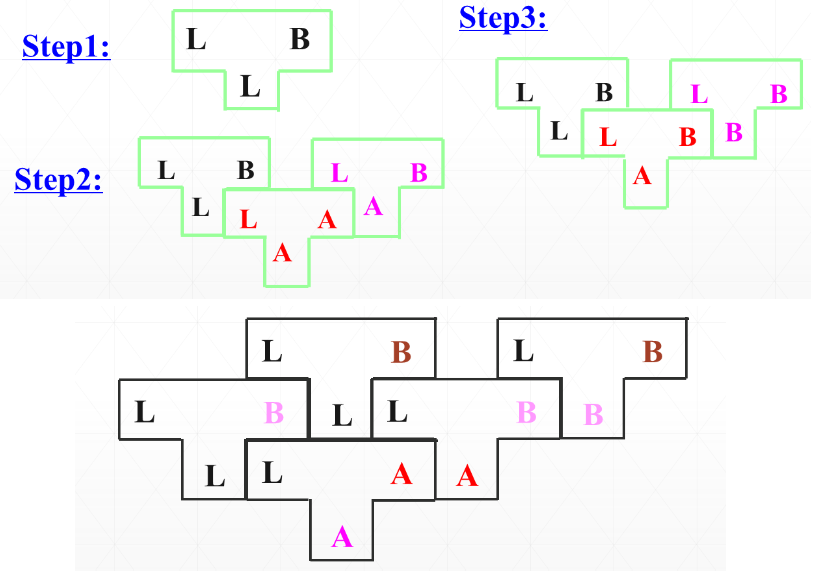 Step1:
L B
L
Step3:
L B L B
L L B B
A
Step2:
L B L B
L L A A
A
L B L B
L B L L B B
L L A A
A